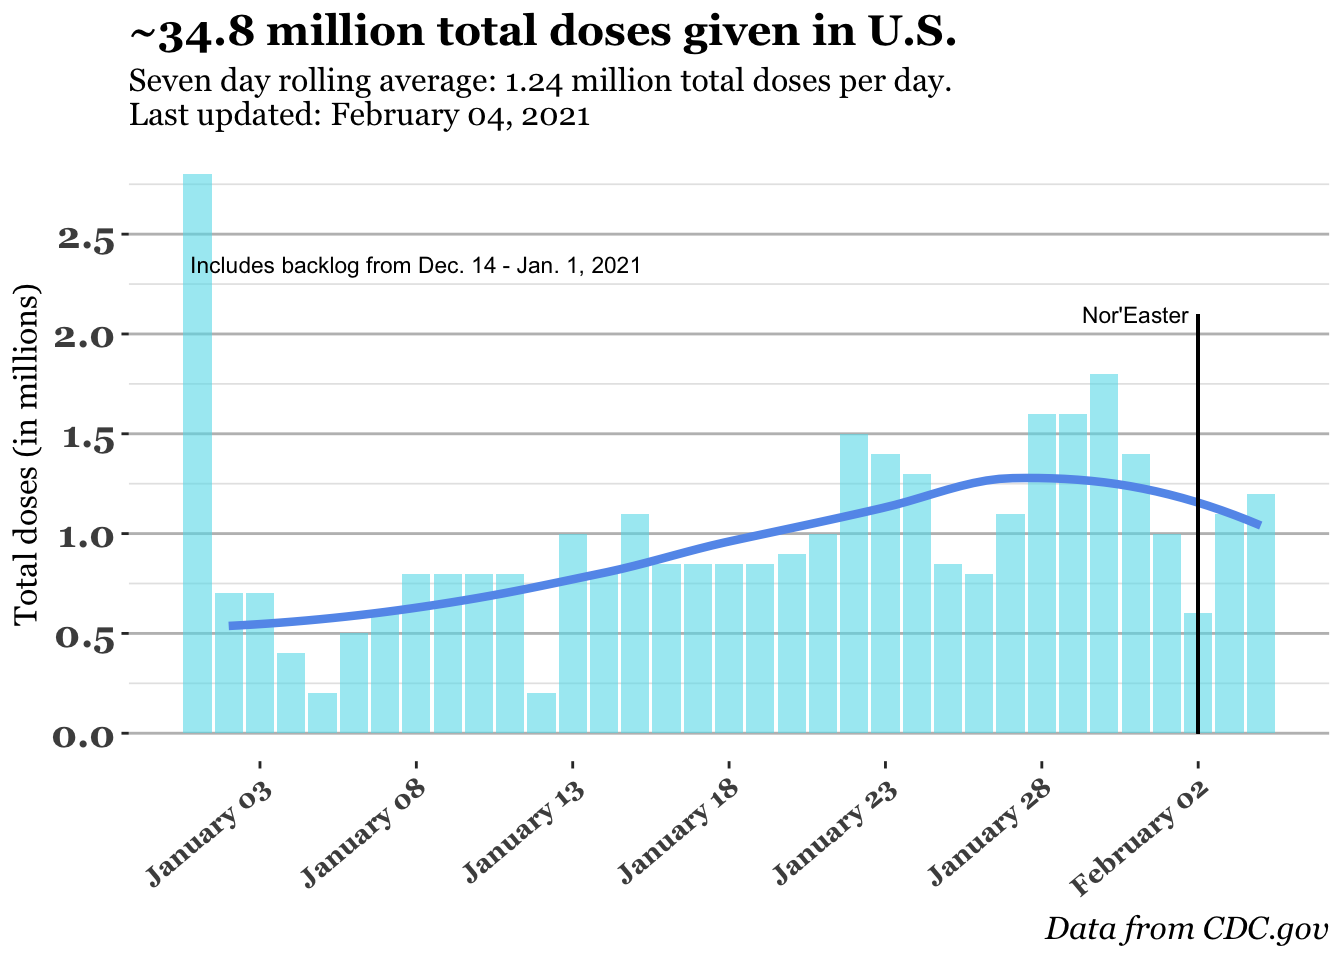 ~34.8 million total doses given in U.S.
Seven day rolling average: 1.24 million total doses per day.
Last updated: February 04, 2021
Total doses (in millions)
2.5
2.0
1.5
1.0
0.5
0.0
Includes backlog from Dec. 14 - Jan. 1, 2021
Nor'Easter
January 03
January 08
January 13
January 18
January 23
January 28
February 02
Data from CDC.gov